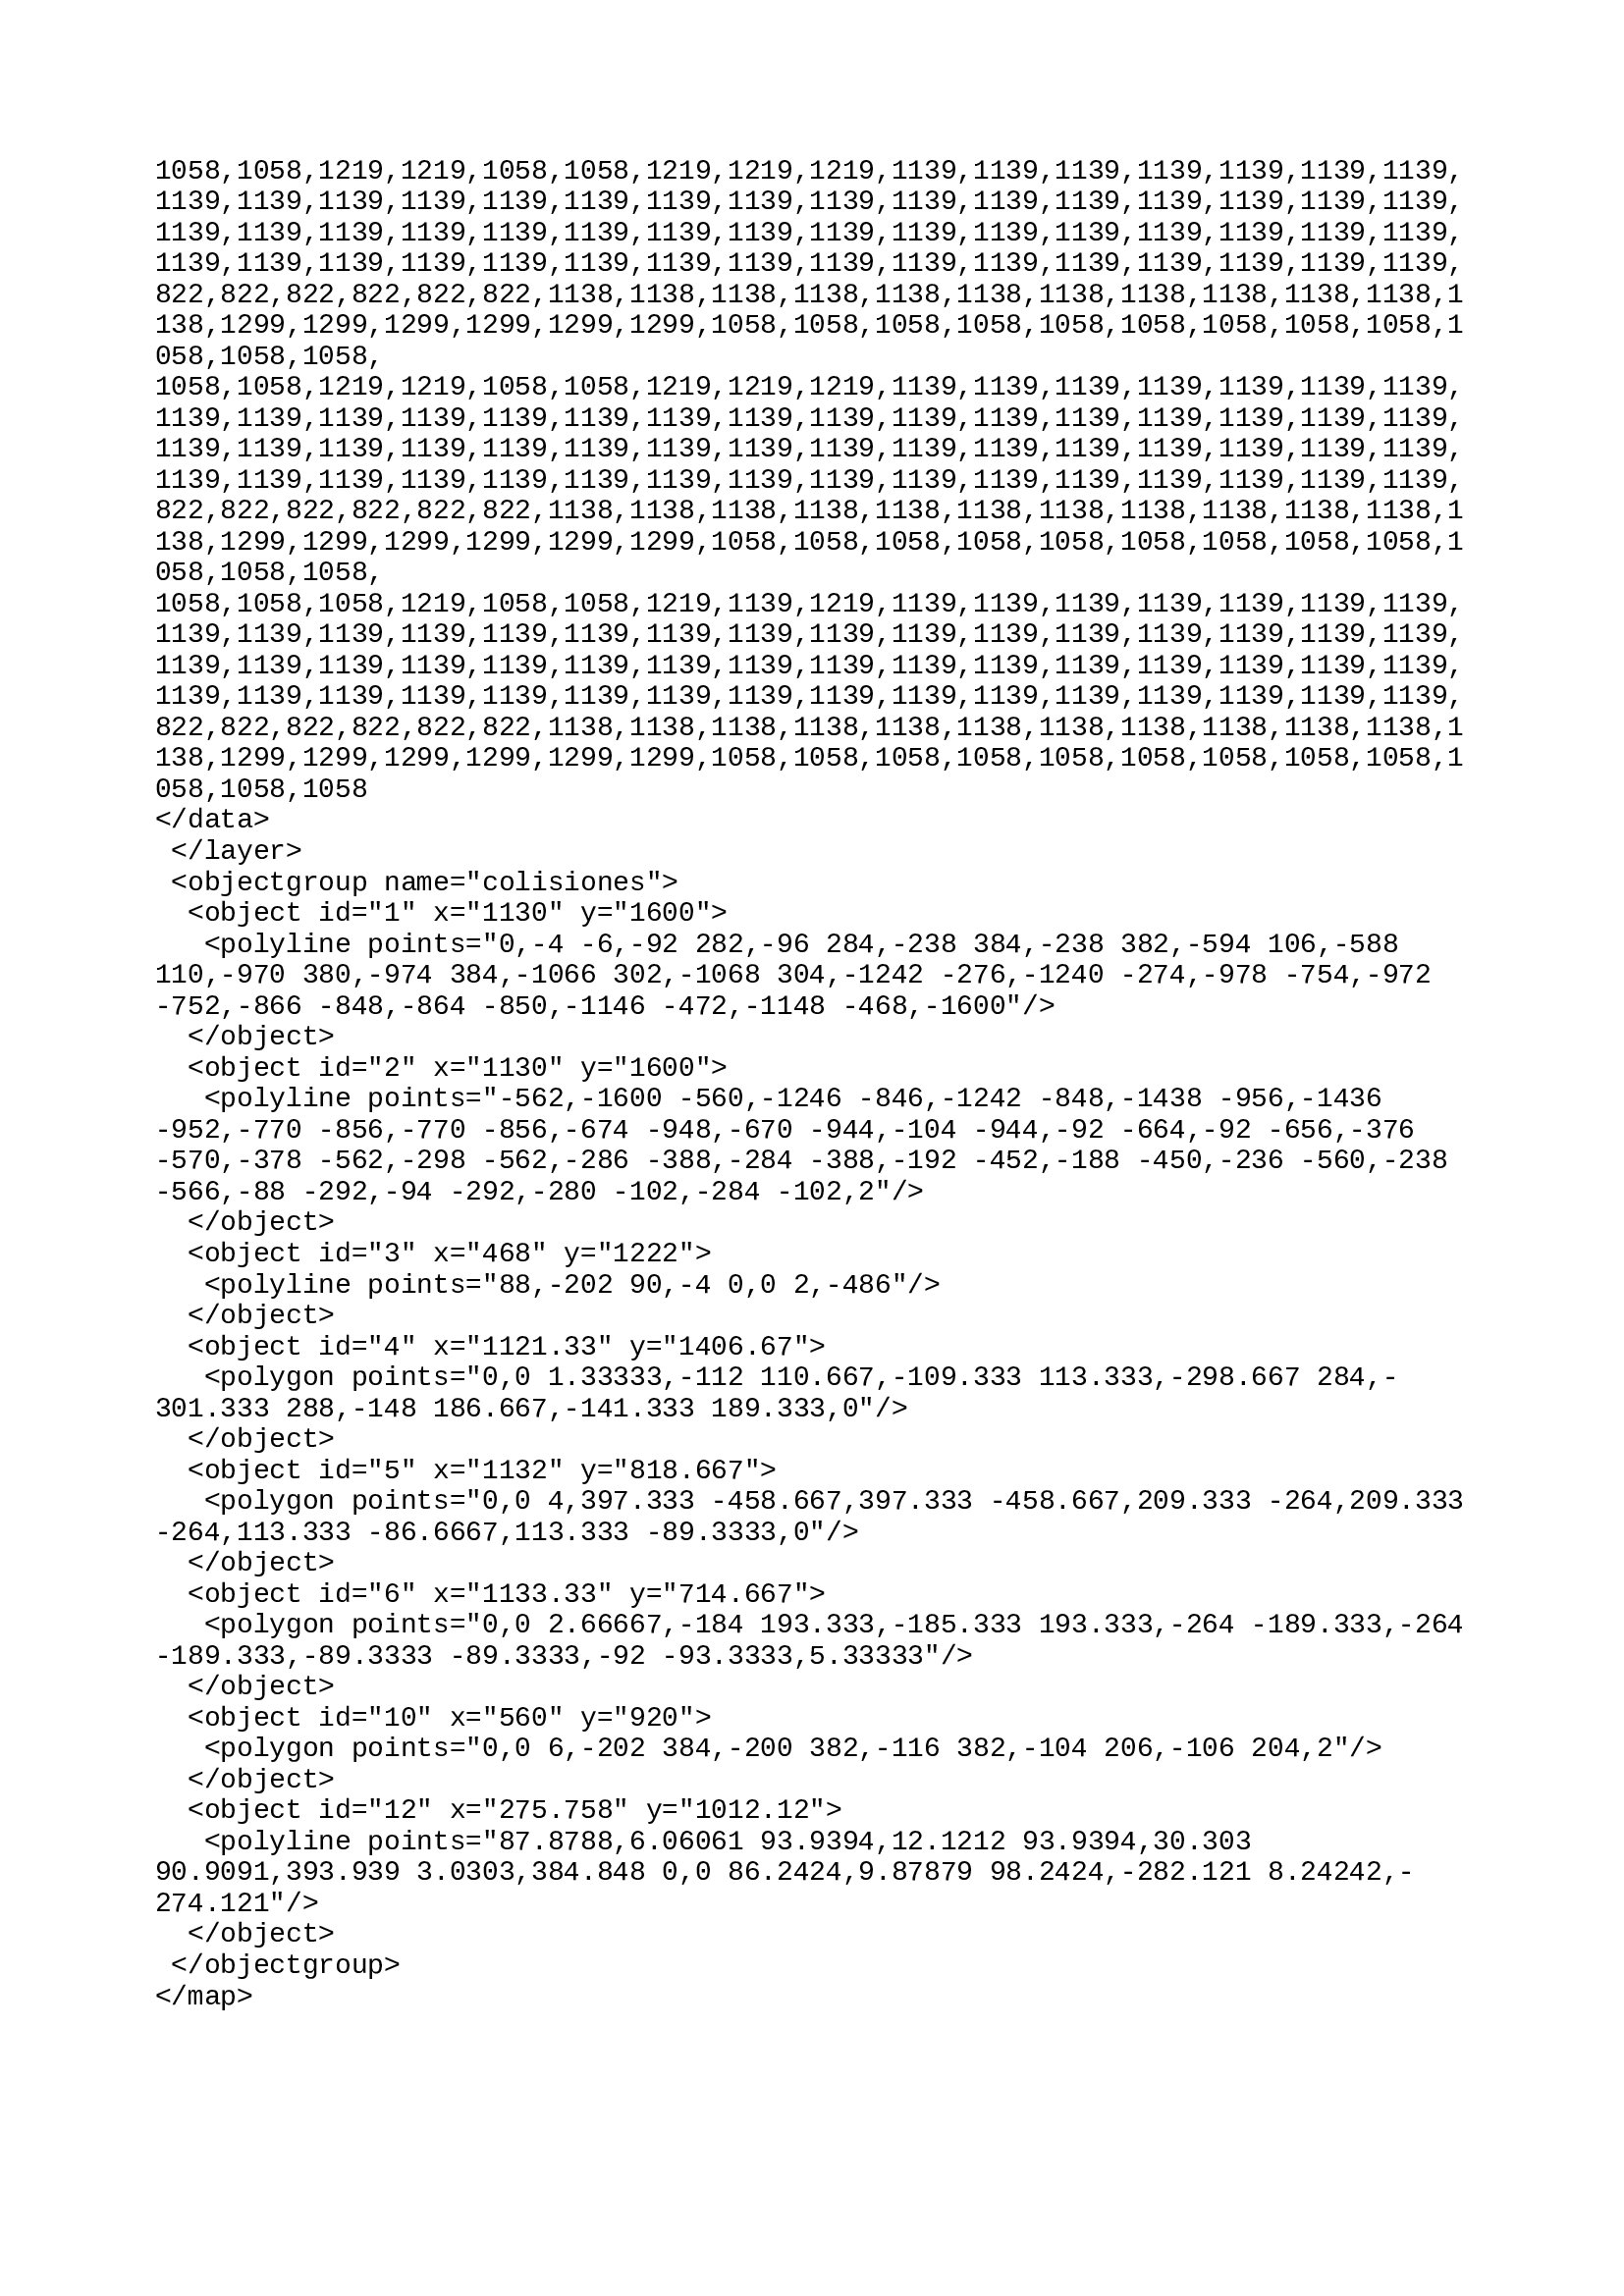 1058,1058,1219,1219,1058,1058,1219,1219,1219,1139,1139,1139,1139,1139,1139,1139,
1139,1139,1139,1139,1139,1139,1139,1139,1139,1139,1139,1139,1139,1139,1139,1139,
1139,1139,1139,1139,1139,1139,1139,1139,1139,1139,1139,1139,1139,1139,1139,1139,
1139,1139,1139,1139,1139,1139,1139,1139,1139,1139,1139,1139,1139,1139,1139,1139,
822,822,822,822,822,822,1138,1138,1138,1138,1138,1138,1138,1138,1138,1138,1138,1
138,1299,1299,1299,1299,1299,1299,1058,1058,1058,1058,1058,1058,1058,1058,1058,1
058,1058,1058,
1058,1058,1219,1219,1058,1058,1219,1219,1219,1139,1139,1139,1139,1139,1139,1139,
1139,1139,1139,1139,1139,1139,1139,1139,1139,1139,1139,1139,1139,1139,1139,1139,
1139,1139,1139,1139,1139,1139,1139,1139,1139,1139,1139,1139,1139,1139,1139,1139,
1139,1139,1139,1139,1139,1139,1139,1139,1139,1139,1139,1139,1139,1139,1139,1139,
822,822,822,822,822,822,1138,1138,1138,1138,1138,1138,1138,1138,1138,1138,1138,1
138,1299,1299,1299,1299,1299,1299,1058,1058,1058,1058,1058,1058,1058,1058,1058,1
058,1058,1058,
1058,1058,1058,1219,1058,1058,1219,1139,1219,1139,1139,1139,1139,1139,1139,1139,
1139,1139,1139,1139,1139,1139,1139,1139,1139,1139,1139,1139,1139,1139,1139,1139,
1139,1139,1139,1139,1139,1139,1139,1139,1139,1139,1139,1139,1139,1139,1139,1139,
1139,1139,1139,1139,1139,1139,1139,1139,1139,1139,1139,1139,1139,1139,1139,1139,
822,822,822,822,822,822,1138,1138,1138,1138,1138,1138,1138,1138,1138,1138,1138,1
138,1299,1299,1299,1299,1299,1299,1058,1058,1058,1058,1058,1058,1058,1058,1058,1
058,1058,1058
</data>
 </layer>
 <objectgroup name="colisiones">
  <object id="1" x="1130" y="1600">
   <polyline points="0,-4 -6,-92 282,-96 284,-238 384,-238 382,-594 106,-588
110,-970 380,-974 384,-1066 302,-1068 304,-1242 -276,-1240 -274,-978 -754,-972
-752,-866 -848,-864 -850,-1146 -472,-1148 -468,-1600"/>
  </object>
  <object id="2" x="1130" y="1600">
   <polyline points="-562,-1600 -560,-1246 -846,-1242 -848,-1438 -956,-1436
-952,-770 -856,-770 -856,-674 -948,-670 -944,-104 -944,-92 -664,-92 -656,-376
-570,-378 -562,-298 -562,-286 -388,-284 -388,-192 -452,-188 -450,-236 -560,-238
-566,-88 -292,-94 -292,-280 -102,-284 -102,2"/>
  </object>
  <object id="3" x="468" y="1222">
   <polyline points="88,-202 90,-4 0,0 2,-486"/>
  </object>
  <object id="4" x="1121.33" y="1406.67">
   <polygon points="0,0 1.33333,-112 110.667,-109.333 113.333,-298.667 284,-
301.333 288,-148 186.667,-141.333 189.333,0"/>
  </object>
  <object id="5" x="1132" y="818.667">
   <polygon points="0,0 4,397.333 -458.667,397.333 -458.667,209.333 -264,209.333
-264,113.333 -86.6667,113.333 -89.3333,0"/>
  </object>
  <object id="6" x="1133.33" y="714.667">
   <polygon points="0,0 2.66667,-184 193.333,-185.333 193.333,-264 -189.333,-264
-189.333,-89.3333 -89.3333,-92 -93.3333,5.33333"/>
  </object>
  <object id="10" x="560" y="920">
   <polygon points="0,0 6,-202 384,-200 382,-116 382,-104 206,-106 204,2"/>
  </object>
  <object id="12" x="275.758" y="1012.12">
   <polyline points="87.8788,6.06061 93.9394,12.1212 93.9394,30.303
90.9091,393.939 3.0303,384.848 0,0 86.2424,9.87879 98.2424,-282.121 8.24242,-
274.121"/>
  </object>
 </objectgroup>
</map>